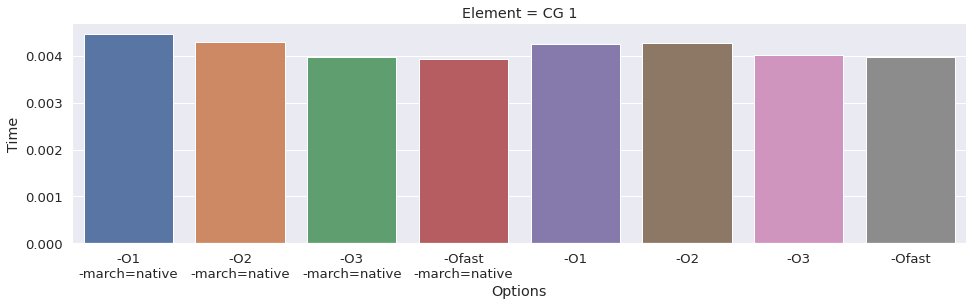 Element = CG 1
Time
0.004
0.003
0.002
0.001
0.000
-O1
-march=native
-O2
-march=native
-O3
-march=native
-Ofast
-march=native
-O1
-O2
-O3
-Ofast
Options